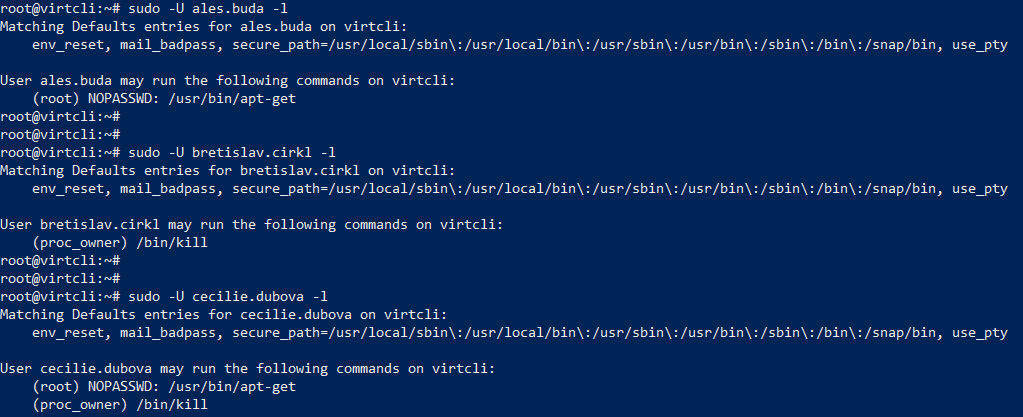 root@virtcli:~# sudo -U ales.buda -l
Matching Defaults entries for ales.buda on virtcli:
    env_reset, mail_badpass, secure_path=/usr/local/sbin\:/usr/local/bin\:/usr/sbin\:/usr/bin\:/sbin\:/bin\:/snap/bin, use_pty

User ales.buda may run the following commands on virtcli:
    (root) NOPASSWD: /usr/bin/apt-get
root@virtcli:~#
root@virtcli:~#
root@virtcli:~# sudo -U bretislav.cirkl -l
Matching Defaults entries for bretislav.cirkl on virtcli:
    env_reset, mail_badpass, secure_path=/usr/local/sbin\:/usr/local/bin\:/usr/sbin\:/usr/bin\:/sbin\:/bin\:/snap/bin, use_pty

User bretislav.cirkl may run the following commands on virtcli:
    (proc_owner) /bin/kill
root@virtcli:~#
root@virtcli:~#
root@virtcli:~# sudo -U cecilie.dubova -l
Matching Defaults entries for cecilie.dubova on virtcli:
    env_reset, mail_badpass, secure_path=/usr/local/sbin\:/usr/local/bin\:/usr/sbin\:/usr/bin\:/sbin\:/bin\:/snap/bin, use_pty

User cecilie.dubova may run the following commands on virtcli:
    (root) NOPASSWD: /usr/bin/apt-get
    (proc_owner) /bin/kill